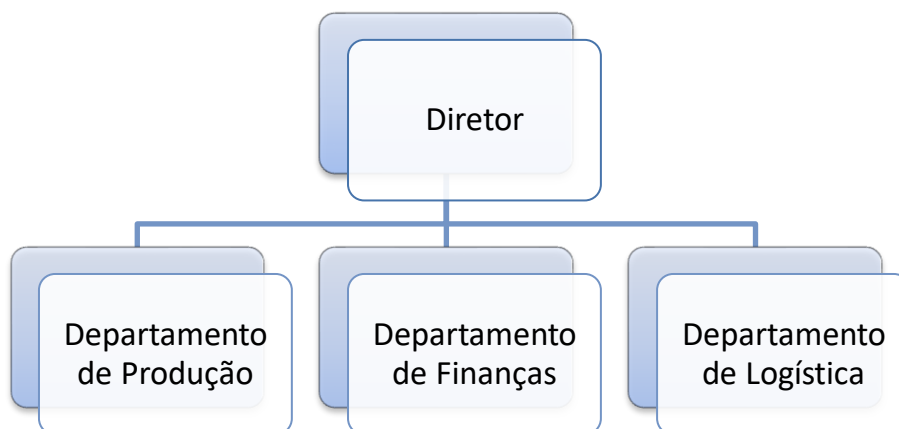 Diretor
Departamento
de Produção
Departamento
de Finanças
Departamento
de Logística